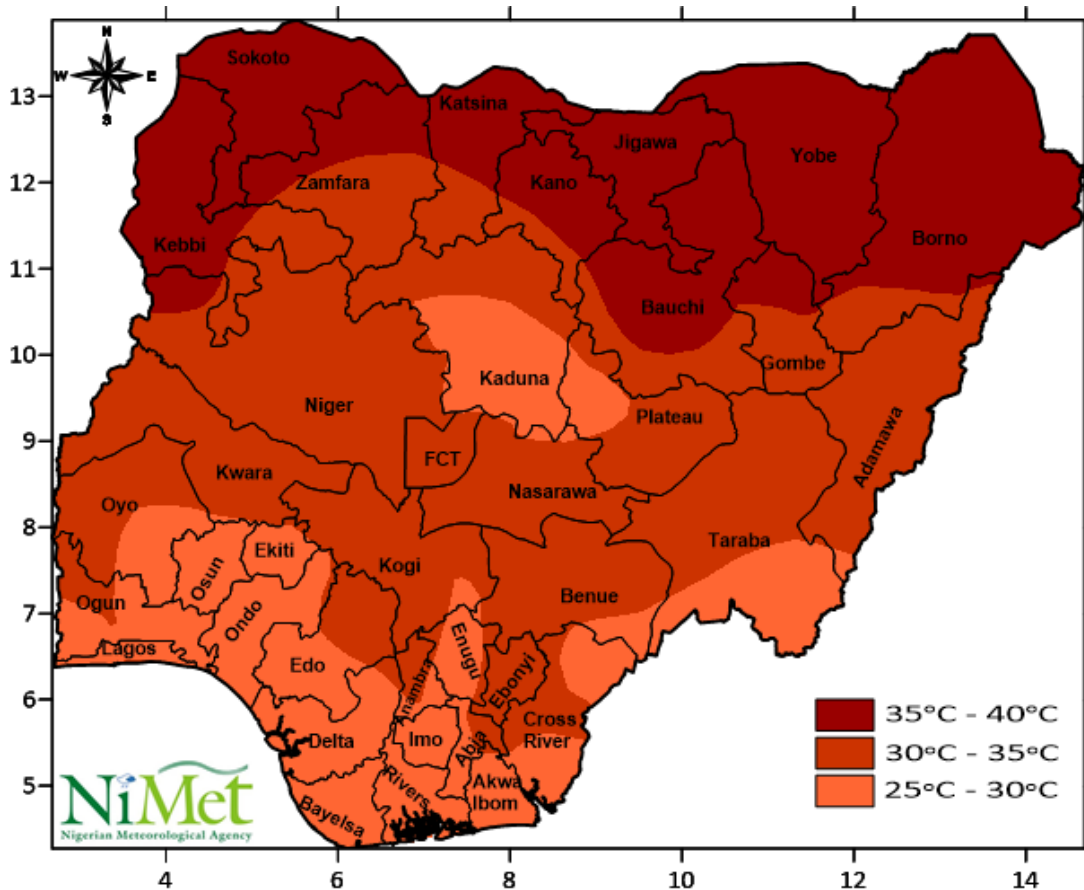 N
W E
S
13
12
11
10
9
8
7
6
5
4 6 8 10 12 14
Sokoto
Katsina
Jigawa
Yobe
Zamfara
Kano
Kebbi
Borno
Bauchi
Gombe
Kaduna
Niger
Plateau
Adamawa
FCT
Kwara
Nasarawa
Oyo
Taraba
Ekiti
Osun
Kogi
Ogun
Benue
Ondo
Lagos
Enugu
Edo
Ebonyi
Anambra
Cross
River
Delta
Imo
Abia
Rivers
Akwa
Ibom
Bayelsa
35°C - 40°C
30°C - 35°C
25°C - 30°C
NiMet
Nigerian Meteorological Agency